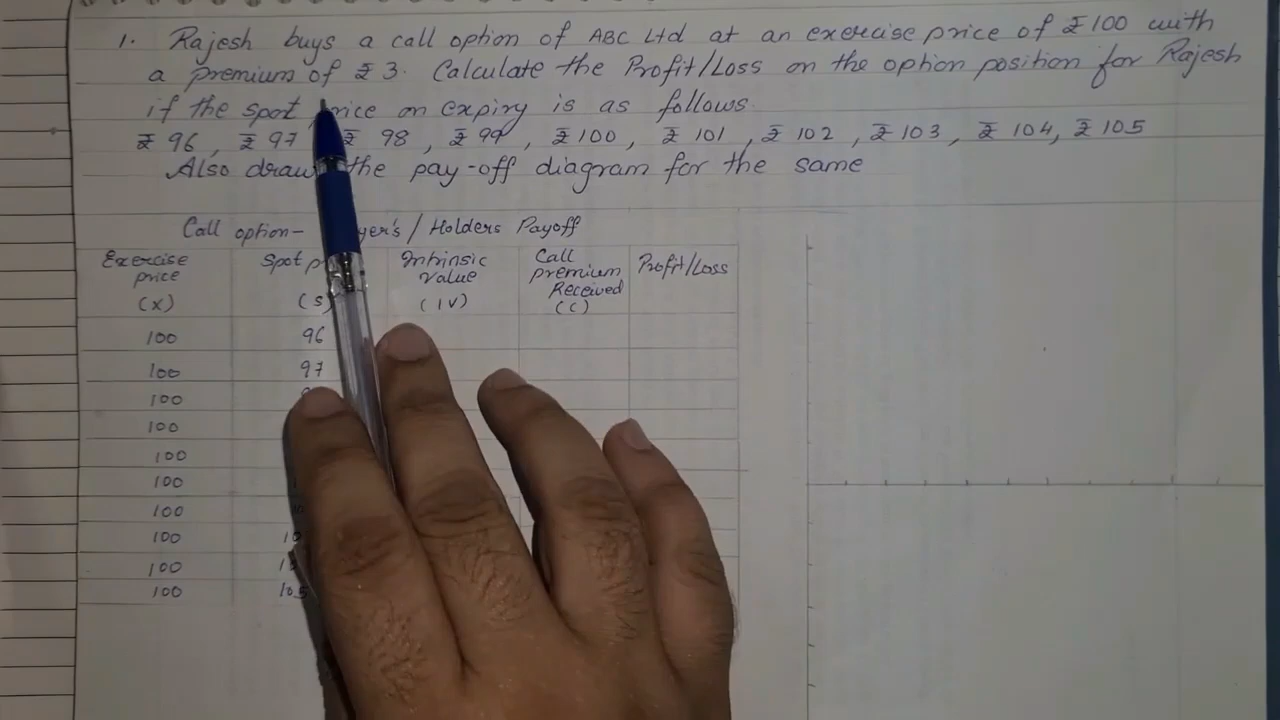 1. Rajesh buys a call option of ABC Ltd at an exercise price of ₹ 100 with
a premium of ₹ 3. Calculate the Profit/Loss on the option position for Rajesh
if the spot price on expiry is as follows.
₹ 96, ₹ 97 ₹ 98, ₹ 99, ₹ 100, ₹ 101, ₹ 102, ₹ 103, ₹ 104, ₹ 105
Also draw the pay-off diagram for the same
Call option- / Holders Payoff
Exercise price (X) Spot (S) Intrinsic Value (IV) Call premium Received (C) Profit/Loss
100 96
100 97
100
100
100
100
100
100
100
100 105